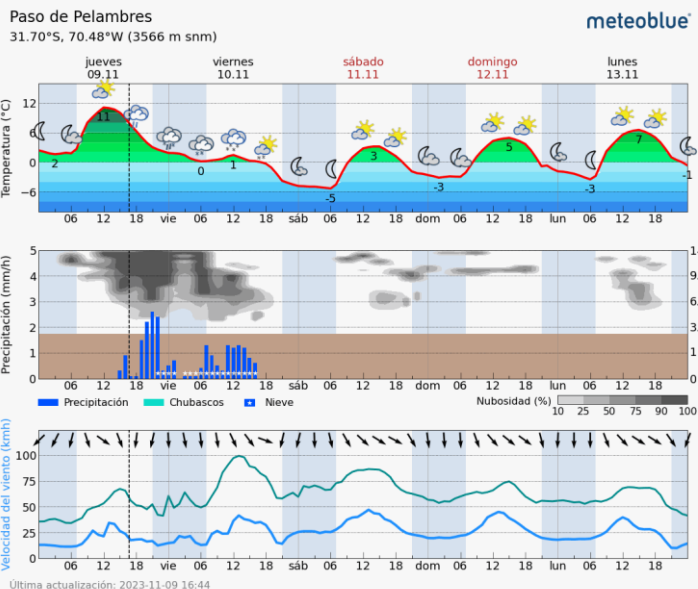 Paso de Pelambres
31.70°S, 70.48°W (3566 m snm)
meteoblue
jueves viernes sábado domingo lunes
09.11 10.11 11.11 12.11 13.11
Temperatura (°C)
12
6
0
−6
2 11 0 1 -5 3 -3 5 -3 7 -1
06 12 18 vie 06 12 18 sáb 06 12 18 dom 06 12 18 lun 06 12 18
Precipitación (mm/h)
5
4
3
2
1
0
06 12 18 vie 06 12 18 sáb 06 12 18 dom 06 12 18 lun 06 12 18
Precipitación Chubascos Nieve
Nubosidad (%)
10 25 50 75 90 100
Velocidad del viento (kmh)
100
75
50
25
0
06 12 18 vie 06 12 18 sáb 06 12 18 dom 06 12 18 lun 06 12 18
Última actualización: 2023-11-09 16:44